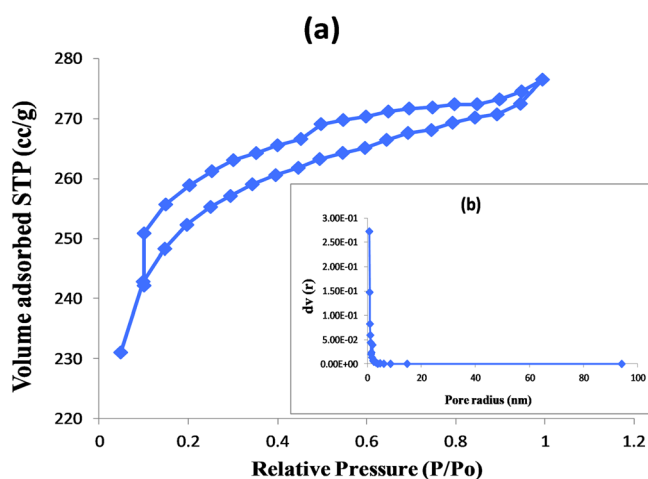 (a)
Volume adsorbed STP (cc/g)
280
270
260
250
240
230
220
0
0.2
0.4
0.6
0.8
1
1.2
Relative Pressure (P/Po)
(b)
dv (r)
3.00E-01
2.50E-01
2.00E-01
1.50E-01
1.00E-01
5.00E-02
0.00E+00
0
20
40
60
80
100
Pore radius (nm)